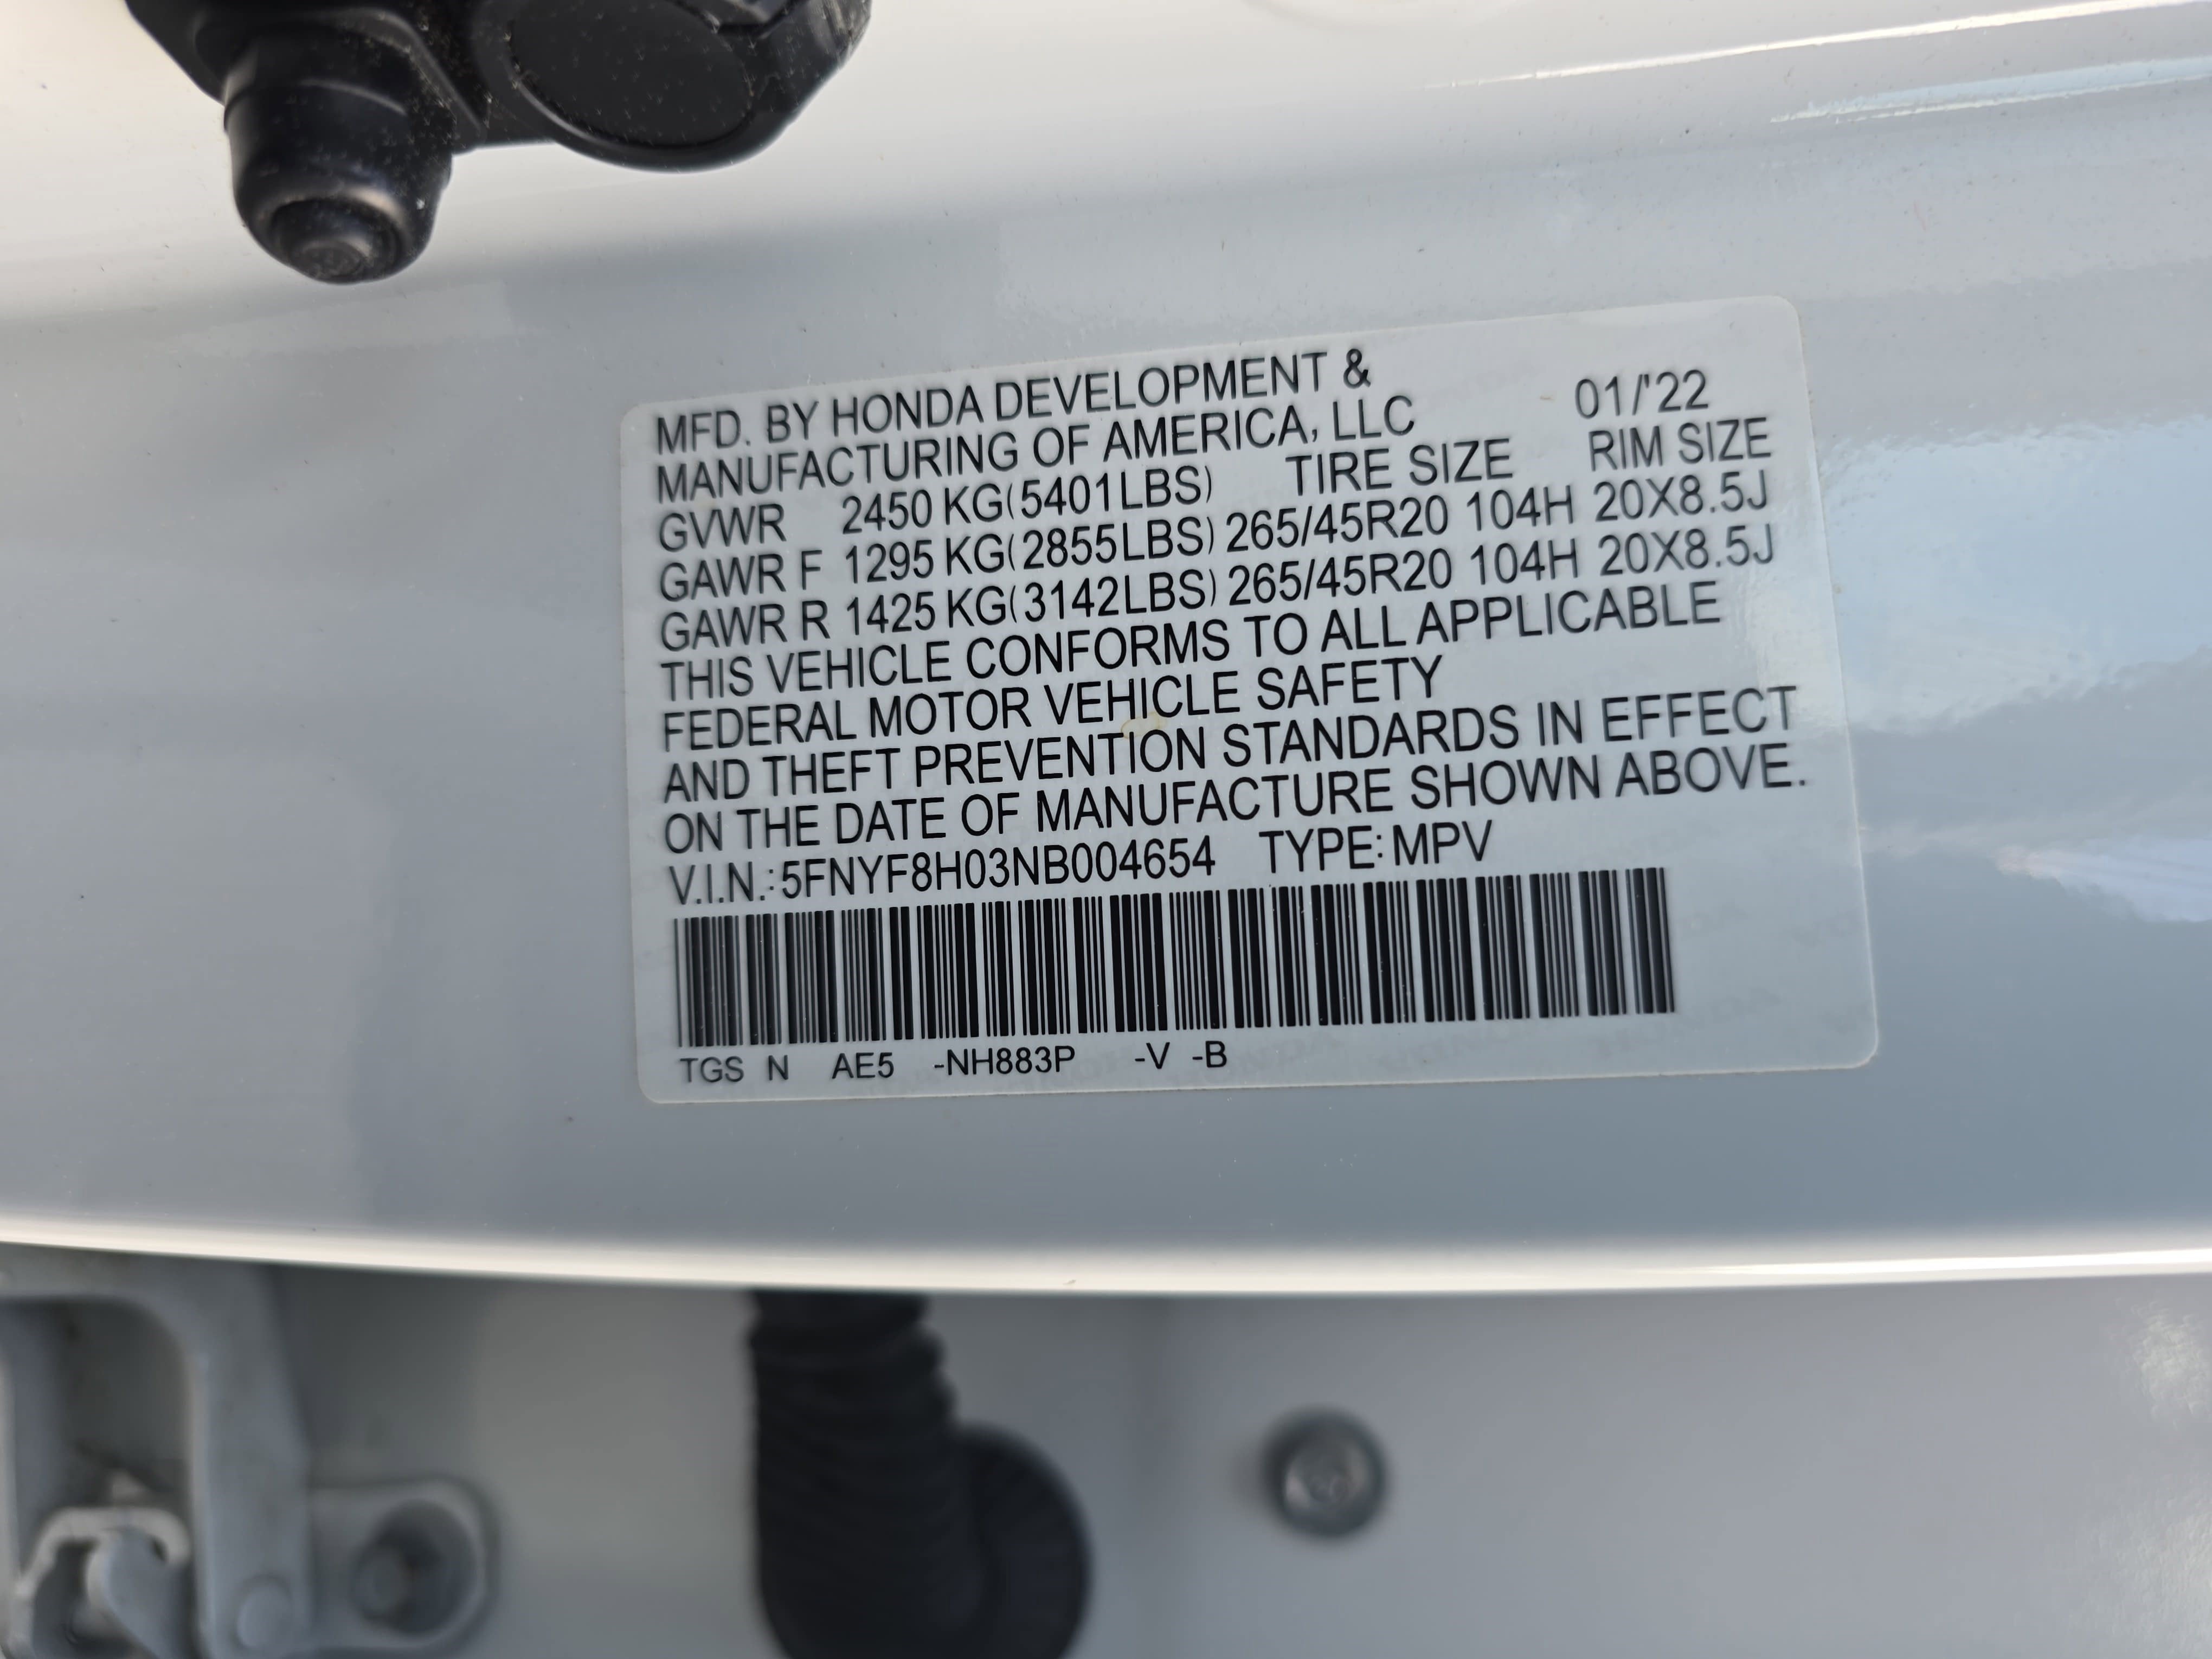 MFD. BY HONDA DEVELOPMENT &
MANUFACTURING OF AMERICA, LLC 01/'22
GVWR 2450 KG(5401LBS) TIRE SIZE RIM SIZE
GAWR F 1295 KG(2855LBS) 265/45R20 104H 20X8.5J
GAWR R 1425 KG(3142LBS) 265/45R20 104H 20X8.5J
THIS VEHICLE CONFORMS TO ALL APPLICABLE
FEDERAL MOTOR VEHICLE SAFETY
AND THEFT PREVENTION STANDARDS IN EFFECT
ON THE DATE OF MANUFACTURE SHOWN ABOVE.
V.I.N.:5FNYF8H03NB004654 TYPE:MPV
TGS N AE5 -NH883P -V -B